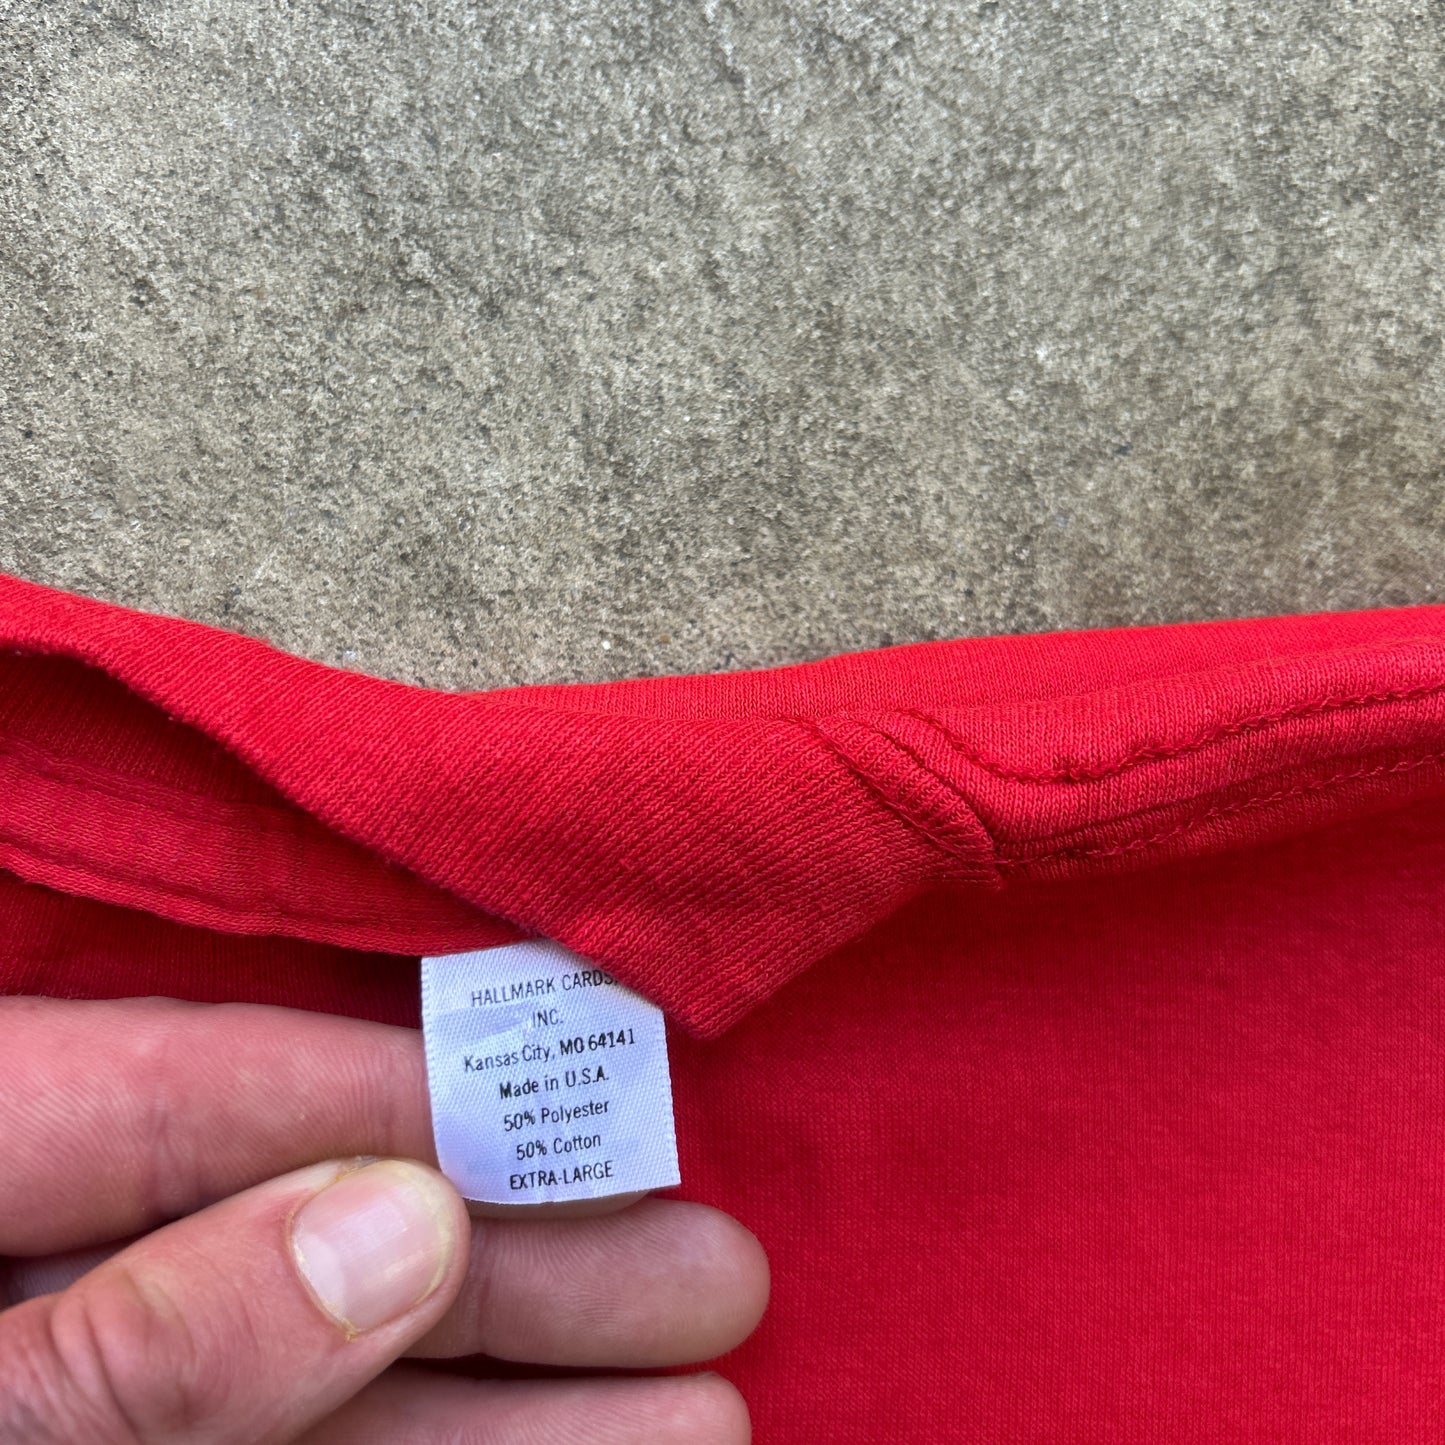 HALLMARK CARDS,
INC.
Kansas City, MO 64141
Made in U.S.A.
50% Polyester
50% Cotton
EXTRA-LARGE